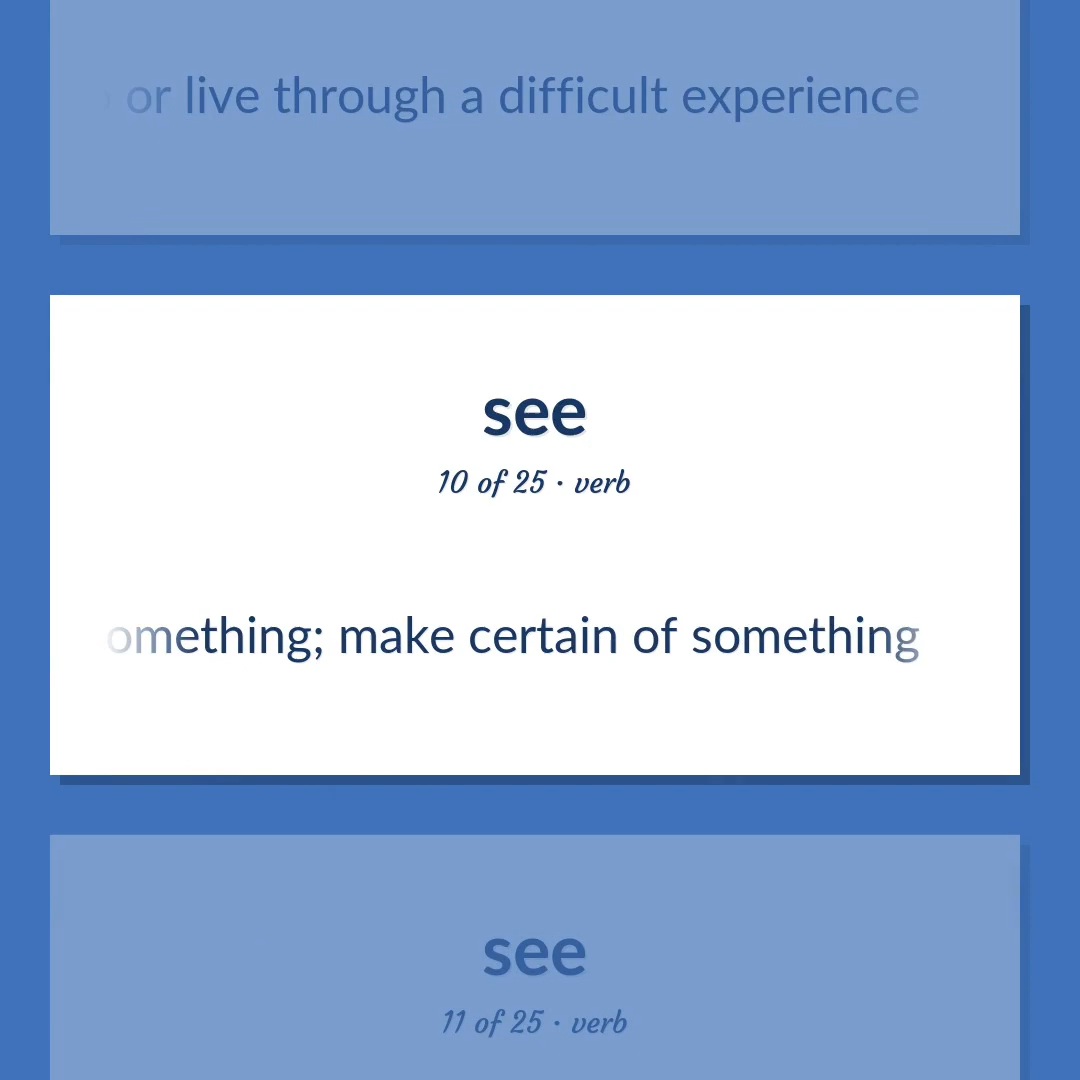 or live through a difficult experience
see
10 of 25 · verb
omething; make certain of something
see
11 of 25 · verb